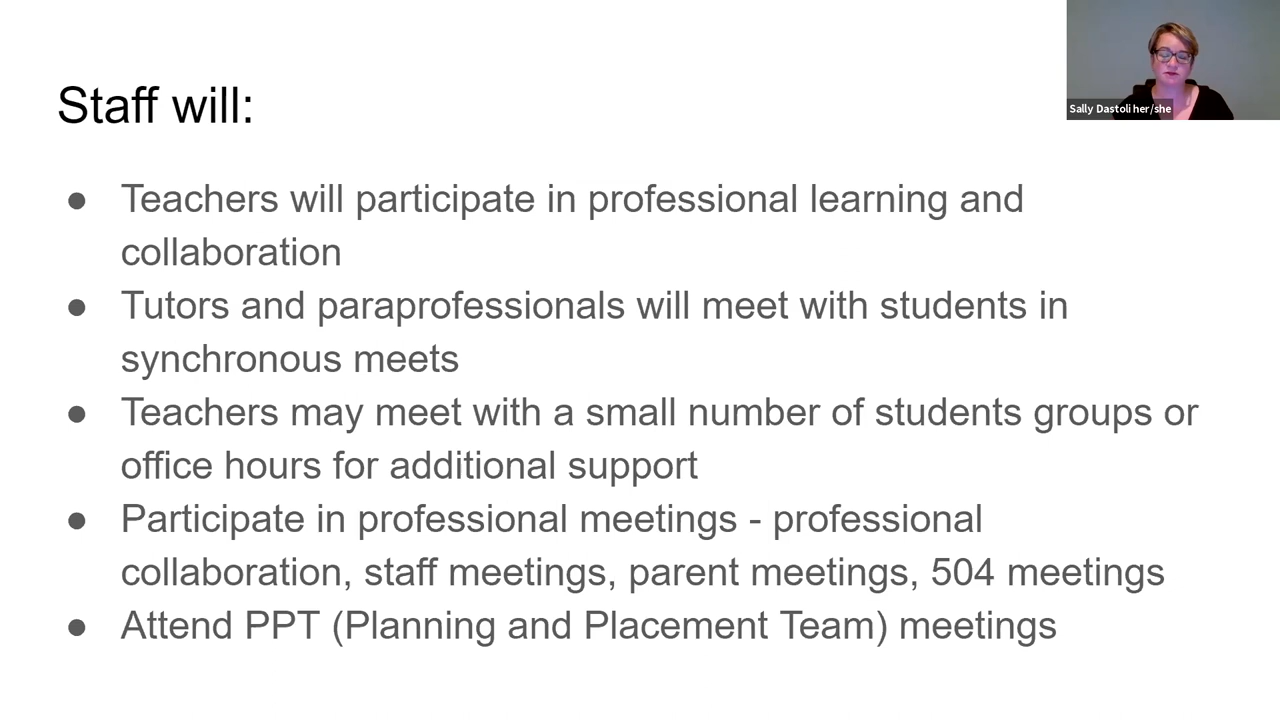 Sally Dastoli her/she
Staff will:
● Teachers will participate in professional learning and
collaboration
● Tutors and paraprofessionals will meet with students in
synchronous meets
● Teachers may meet with a small number of students groups or
office hours for additional support
● Participate in professional meetings - professional
collaboration, staff meetings, parent meetings, 504 meetings
● Attend PPT (Planning and Placement Team) meetings